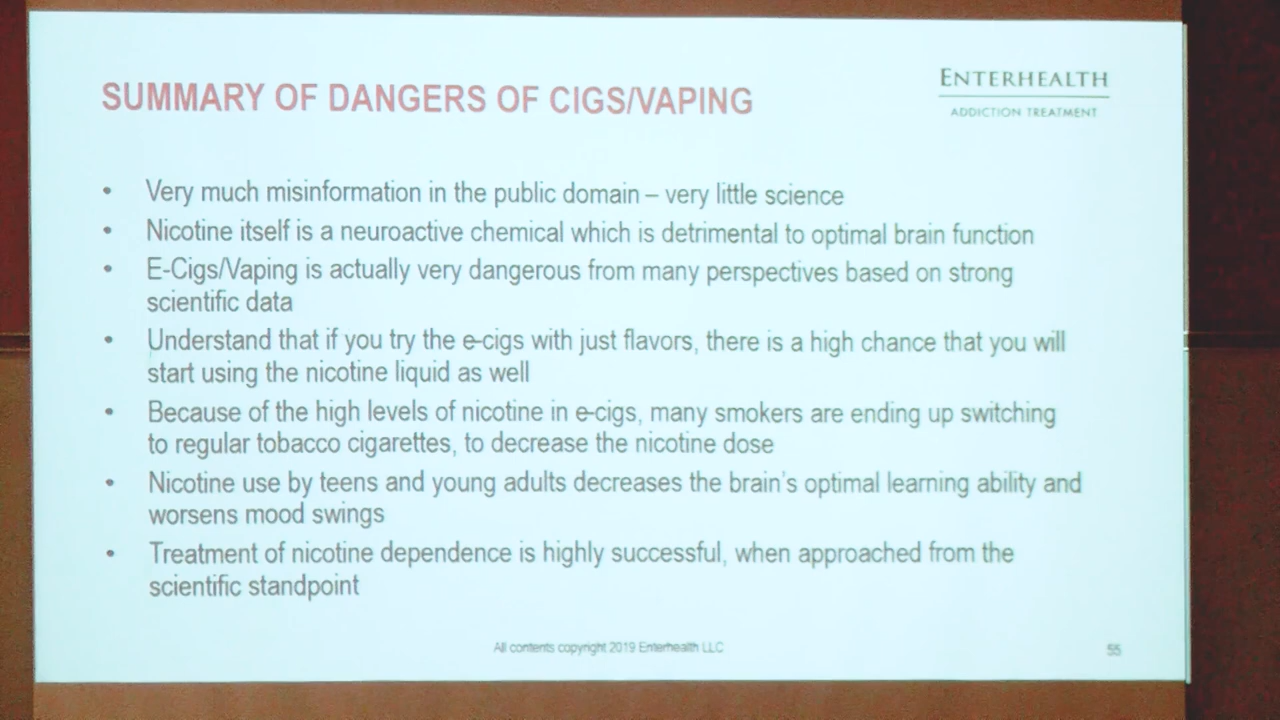 SUMMARY OF DANGERS OF CIGS/VAPING
ENTERHEALTH
ADDICTION TREATMENT
• Very much misinformation in the public domain – very little science
• Nicotine itself is a neuroactive chemical which is detrimental to optimal brain function
• E-Cigs/Vaping is actually very dangerous from many perspectives based on strong
scientific data
• Understand that if you try the e-cigs with just flavors, there is a high chance that you will
start using the nicotine liquid as well
• Because of the high levels of nicotine in e-cigs, many smokers are ending up switching
to regular tobacco cigarettes, to decrease the nicotine dose
• Nicotine use by teens and young adults decreases the brain's optimal learning ability and
worsens mood swings
• Treatment of nicotine dependence is highly successful, when approached from the
scientific standpoint
All contents copyright 2019 Enterhealth LLC
55